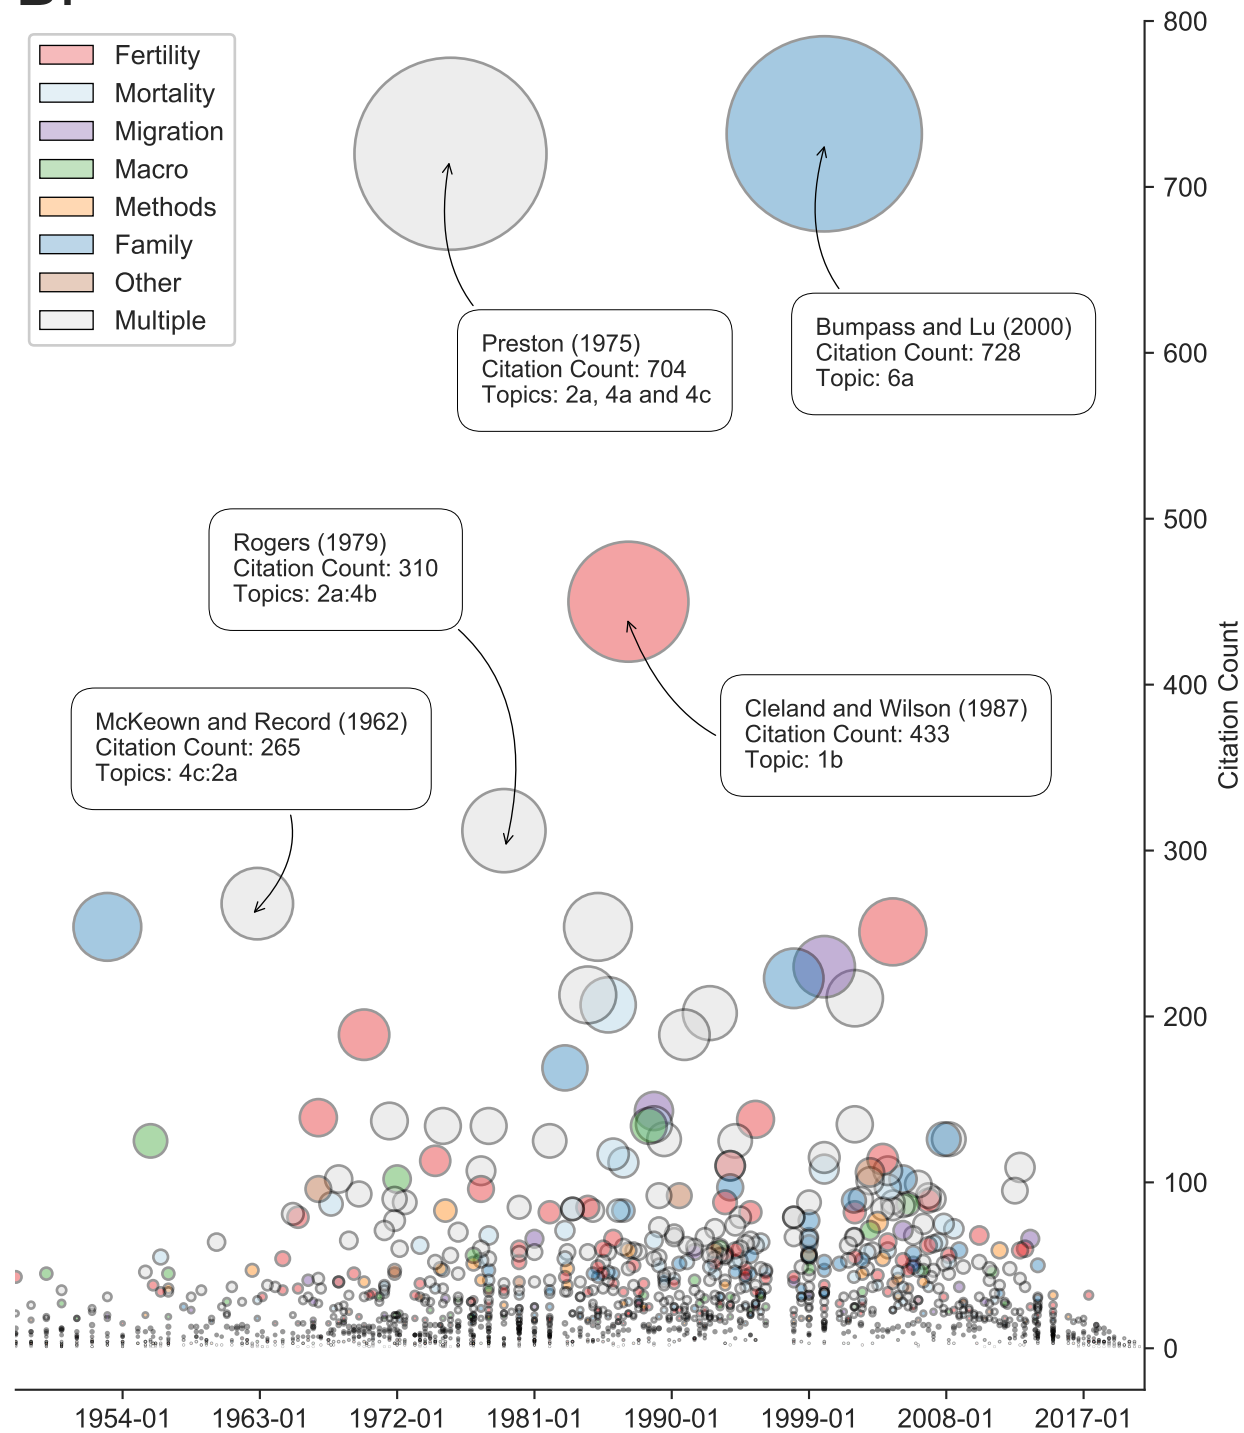 Fertility
Mortality
Migration
Macro
Methods
Family
Other
Multiple
Preston (1975)
Citation Count: 704
Topics: 2a, 4a and 4c
Bumpass and Lu (2000)
Citation Count: 728
Topic: 6a
Rogers (1979)
Citation Count: 310
Topics: 2a:4b
McKeown and Record (1962)
Citation Count: 265
Topics: 4c:2a
Cleland and Wilson (1987)
Citation Count: 433
Topic: 1b
800
700
600
500
400
300
200
100
0
Citation Count
1954-01 1963-01 1972-01 1981-01 1990-01 1999-01 2008-01 2017-01